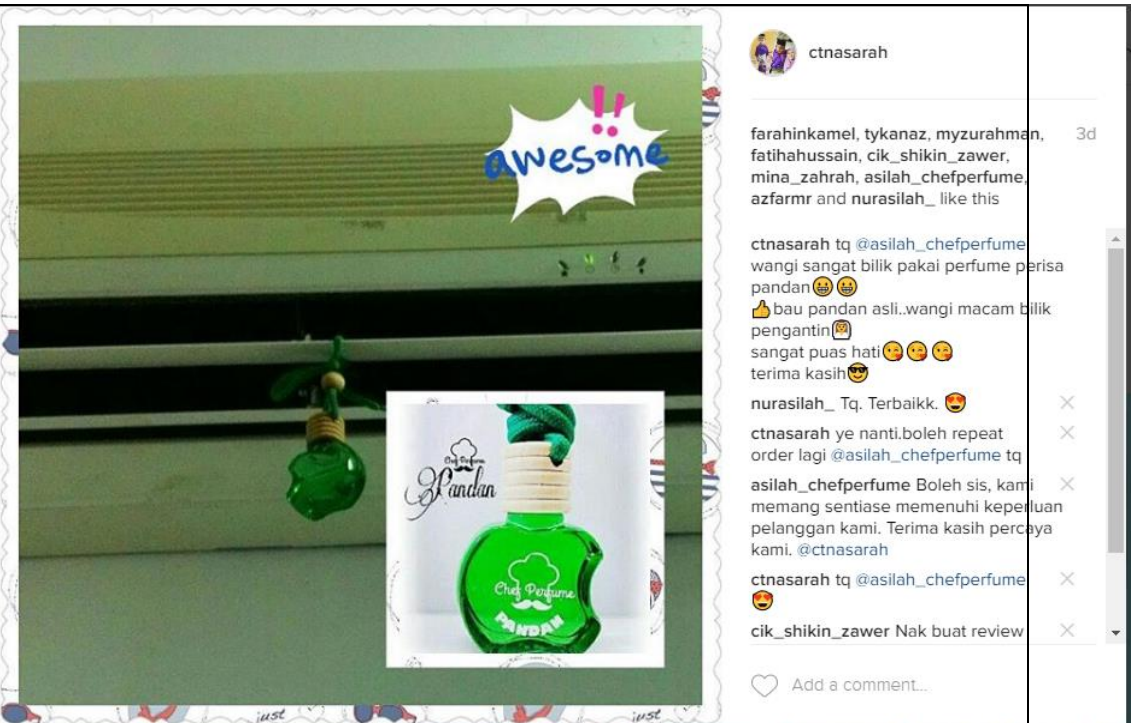 !!
awesome
Chef Perfume
Pandan
Chef Perfume
PANDAN
just
just
ctnasarah
farahinkamel, tykanaz, myzurahman, 3d
fatihahussain, cik_shikin_zawer,
mina_zahrah, asilah_chefperfume,
azfarmr and nurasilah_ like this
ctnasarah tq @asilah_chefperfume
wangi sangat bilik pakai perfume perisa
pandan😀😀
👍bau pandan asli..wangi macam bilik
pengantin👰
sangat puas hati😘😘😘
terima kasih😎
nurasilah_ Tq. Terbaikk. 😍
ctnasarah ye nanti.boleh repeat
order lagi @asilah_chefperfume tq
asilah_chefperfume Boleh sis, kami
memang sentiase memenuhi keperluan
pelanggan kami. Terima kasih percaya
kami. @ctnasarah
ctnasarah tq @asilah_chefperfume
😍
cik_shikin_zawer Nak buat review
Add a comment...